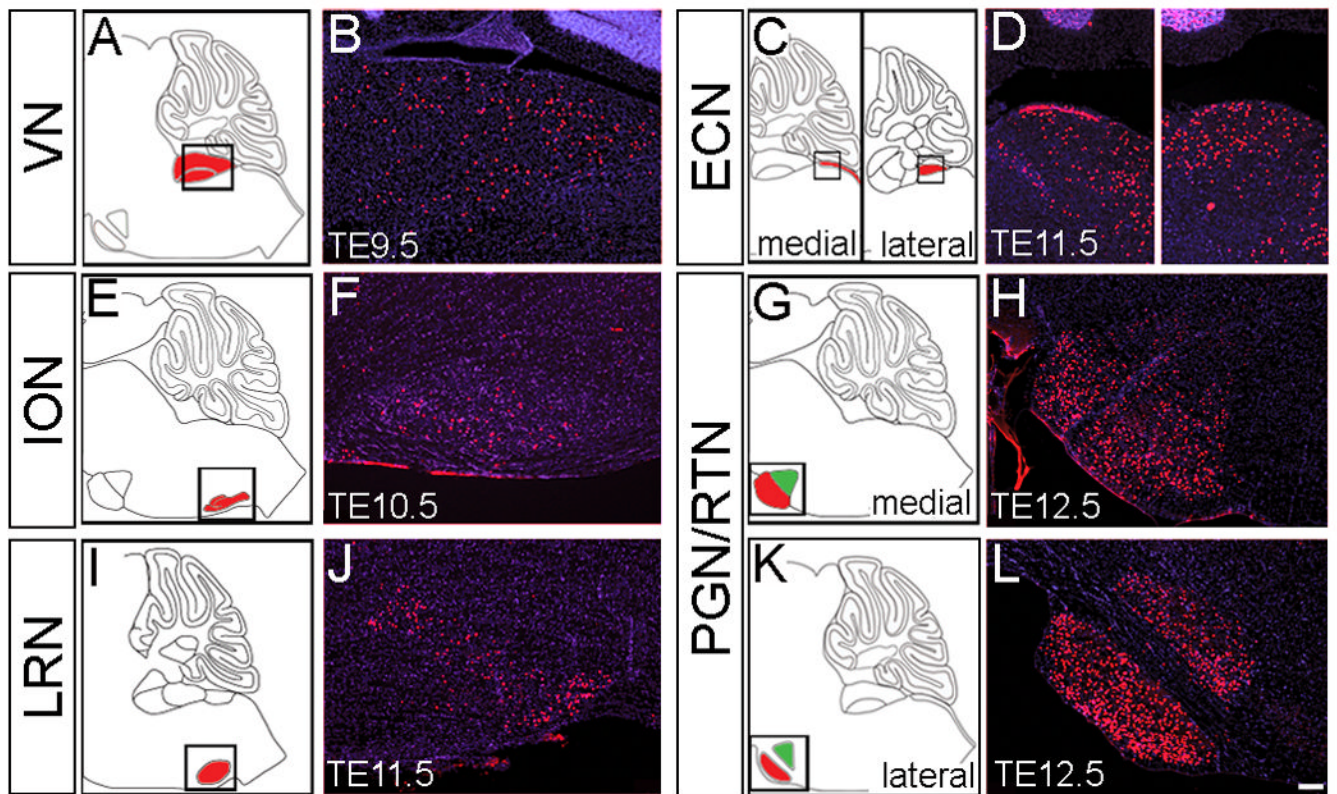 VN
A
B
TE9.5
ECN
C
medial
lateral
D
TE11.5
ION
E
F
TE10.5
PGN/RTN
G
medial
H
TE12.5
LRN
I
J
TE11.5
K
lateral
L
TE12.5